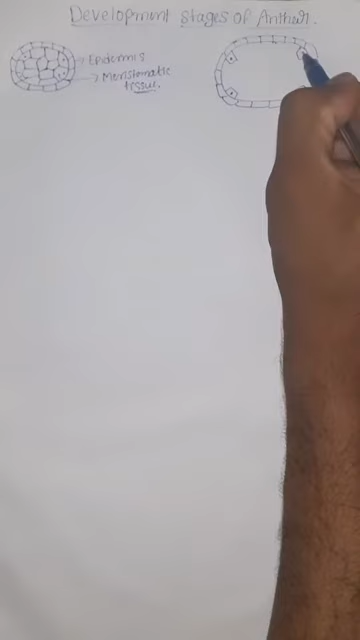 Development stages of Anther.
Epidermis
Meristematic
tissue.